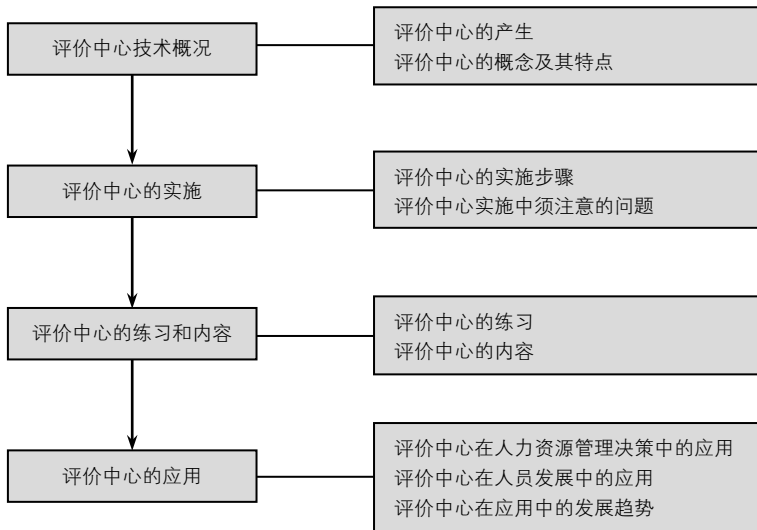 评价中心技术概况
评价中心的产生
评价中心的概念及其特点
评价中心的实施
评价中心的实施步骤
评价中心实施中须注意的问题
评价中心的练习和内容
评价中心的练习
评价中心的内容
评价中心的应用
评价中心在人力资源管理决策中的应用
评价中心在人员发展中的应用
评价中心在应用中的发展趋势